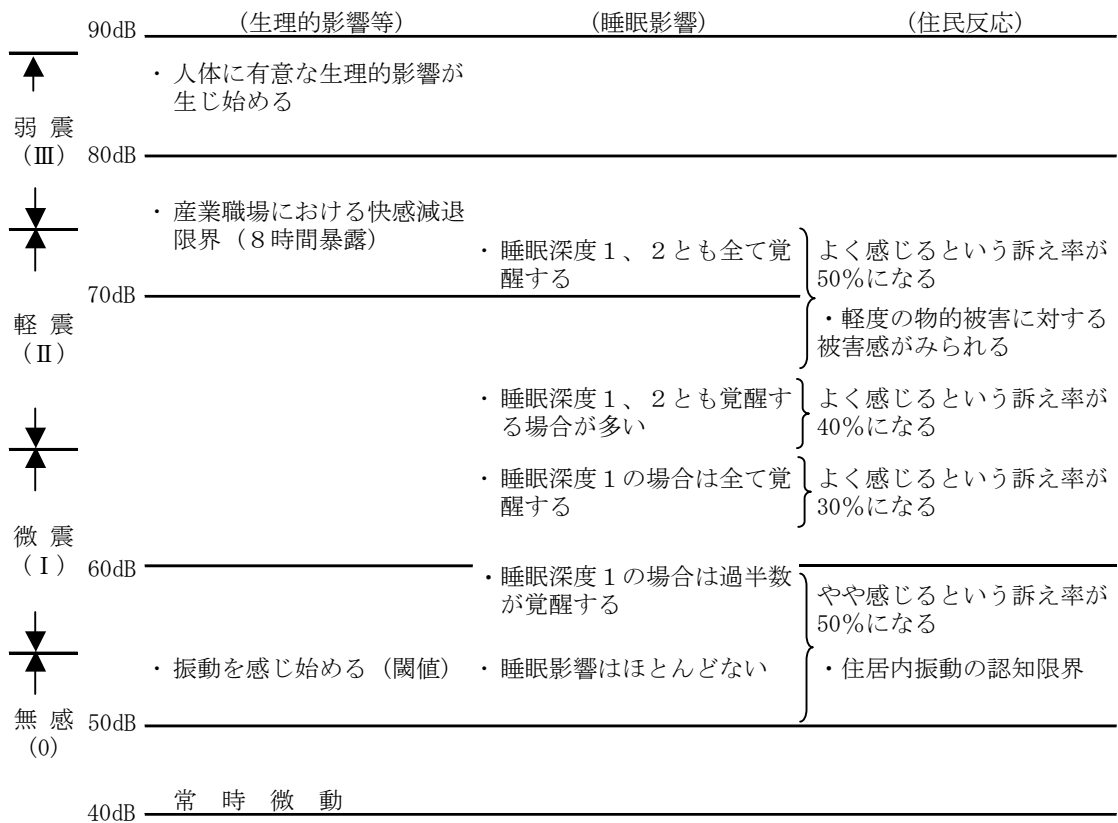 90dB （生理的影響等） （睡眠影響） （住民反応）
・人体に有意な生理的影響が
生じ始める
弱 震
（Ⅲ） 80dB
・産業職場における快感減退
限界（８時間暴露）
・睡眠深度１、２とも全て覚
醒する
よく感じるという訴え率が
50％になる
70dB
・軽度の物的被害に対する
被害感がみられる
軽 震
（Ⅱ）
・睡眠深度１、２とも覚醒す
る場合が多い
よく感じるという訴え率が
40％になる
・睡眠深度１の場合は全て覚
醒する
よく感じるという訴え率が
30％になる
微 震
（Ⅰ） 60dB
・睡眠深度１の場合は過半数
が覚醒する
やや感じるという訴え率が
50％になる
・振動を感じ始める（閾値） ・睡眠影響はほとんどない ・住居内振動の認知限界
無 感
(0)
50dB
常 時 微 動
40dB